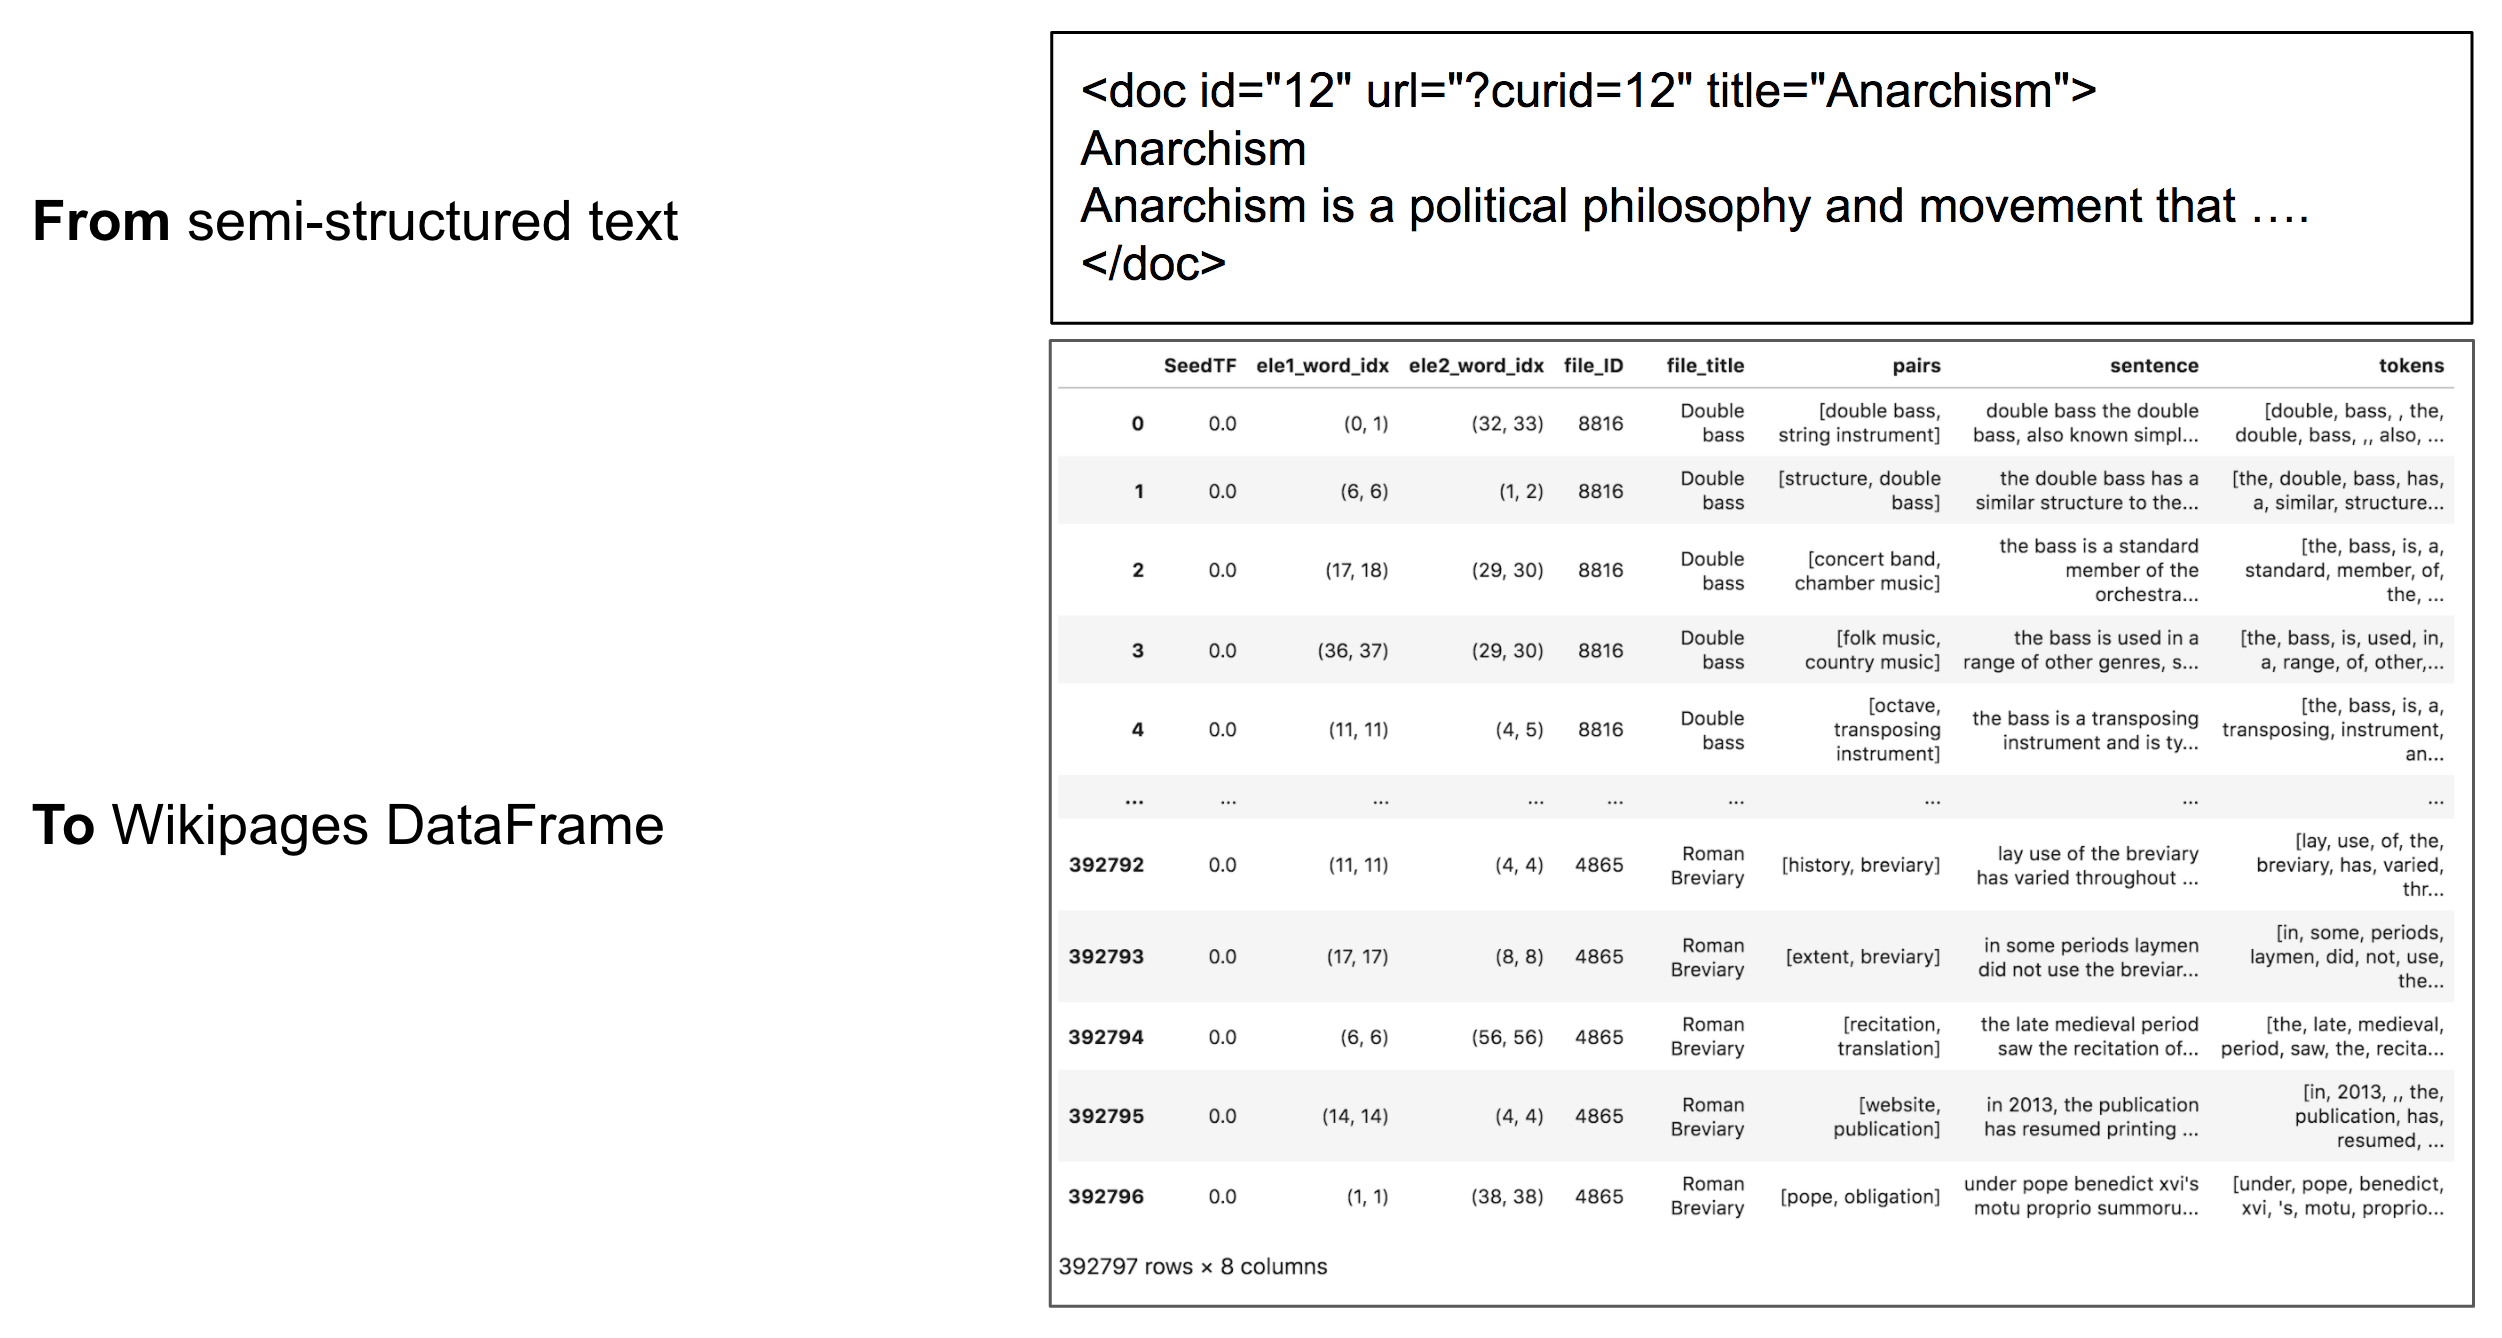 From semi-structured text
<doc id="12" url="?curid=12" title="Anarchism">
Anarchism
Anarchism is a political philosophy and movement that ….
</doc>
To Wikipages DataFrame
SeedTF ele1_word_idx ele2_word_idx file_ID file_title pairs sentence tokens
0 0.0 (0, 1) (32, 33) 8816 Double bass [double bass, string instrument] double bass the double bass, also known simpl... [double, bass, , the, double, bass, ,, also, ...
1 0.0 (6, 6) (1, 2) 8816 Double bass [structure, double bass] the double bass has a similar structure to the... [the, double, bass, has, a, similar, structure...
2 0.0 (17, 18) (29, 30) 8816 Double bass [concert band, chamber music] the bass is a standard member of the orchestra... [the, bass, is, a, standard, member, of, the, ...
3 0.0 (36, 37) (29, 30) 8816 Double bass [folk music, country music] the bass is used in a range of other genres, s... [the, bass, is, used, in, a, range, of, other,...
4 0.0 (11, 11) (4, 5) 8816 Double bass [octave, transposing instrument] the bass is a transposing instrument and is ty... [the, bass, is, a, transposing, instrument, an...
... ... ... ... ... ... ... ... ...
392792 0.0 (11, 11) (4, 4) 4865 Roman Breviary [history, breviary] lay use of the breviary has varied throughout ... [lay, use, of, the, breviary, has, varied, thr...
392793 0.0 (17, 17) (8, 8) 4865 Roman Breviary [extent, breviary] in some periods laymen did not use the breviar... [in, some, periods, laymen, did, not, use, the...
392794 0.0 (6, 6) (56, 56) 4865 Roman Breviary [recitation, translation] the late medieval period saw the recitation of... [the, late, medieval, period, saw, the, recita...
392795 0.0 (14, 14) (4, 4) 4865 Roman Breviary [website, publication] in 2013, the publication has resumed printing ... [in, 2013, ,, the, publication, has, resumed, ...
392796 0.0 (1, 1) (38, 38) 4865 Roman Breviary [pope, obligation] under pope benedict xvi's motu proprio summoru... [under, pope, benedict, xvi, 's, motu, proprio...
392797 rows × 8 columns